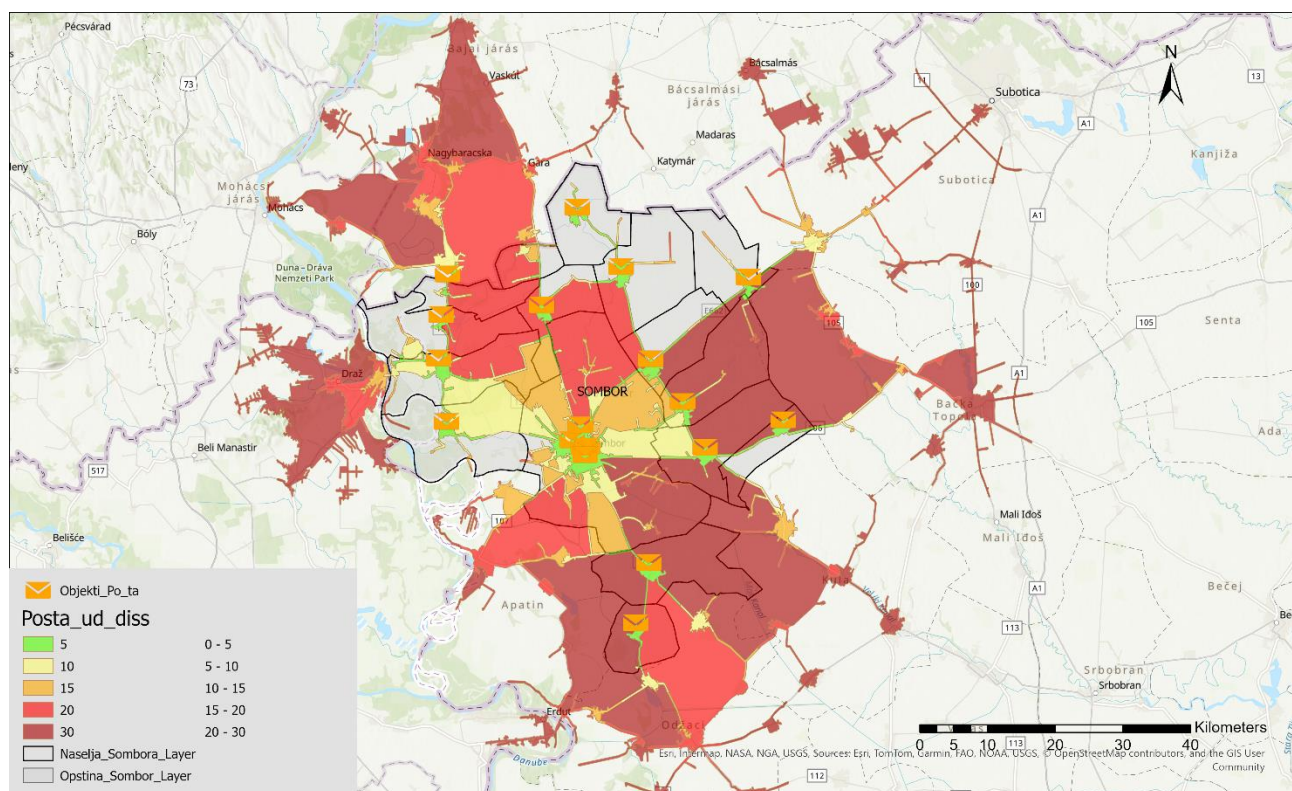 Pécsvárad
Bajai járás
Vaskút
Bácsalmás
Bácsalmási
járás
Madaras
Katymár
Subotica
Subotica
Kanjiža
N
73
11
13
A1
Nagybaracska
Gara
Mohács
járás
Mohács
Bóly
Duna-Dráva
Nemzeti Park
A1
100
105
105
Senta
Draž
SOMBOR
Bačka
Topola
Ada
Beli Manastir
517
A1
Mali Iđoš
Mali Iđoš
Belišće
107
Apatin
Kula
Bečej
113
113
Srbobran
Srbobran
Erdut
Odžaci
Danube
112
113
A1
Objekti_Po_ta
Posta_ud_diss
5 0 - 5
10 5 - 10
15 10 - 15
20 15 - 20
30 20 - 30
Naselja_Sombora_Layer
Opstina_Sombor_Layer
Kilometers
0 5 10 20 30 40
Esri, Intermap, NASA, NGA, USGS, Sources: Esri, TomTom, Garmin, FAO, NOAA, USGS, © OpenStreetMap contributors, and the GIS User
Community